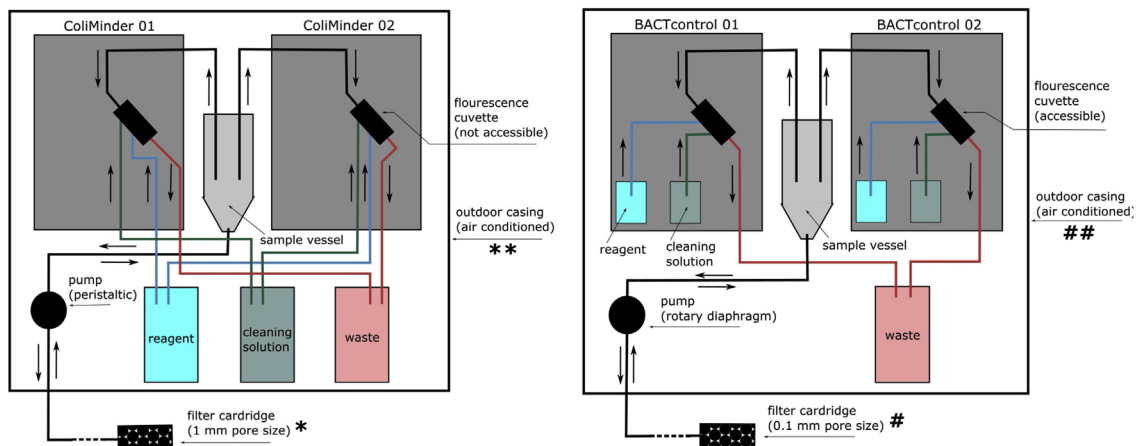 ColiMinder 01
ColiMinder 02
flourescence
cuvette
(not accessible)
outdoor casing
(air conditioned)
**
sample vessel
pump
(peristaltic)
reagent
cleaning
solution
waste
filter cardridge
(1 mm pore size) *
BACTcontrol 01
BACTcontrol 02
flourescence
cuvette
(accessible)
outdoor casing
(air conditioned)
##
reagent
cleaning
solution
sample vessel
pump
(rotary diaphragm)
waste
filter cardridge
(0.1 mm pore size) #